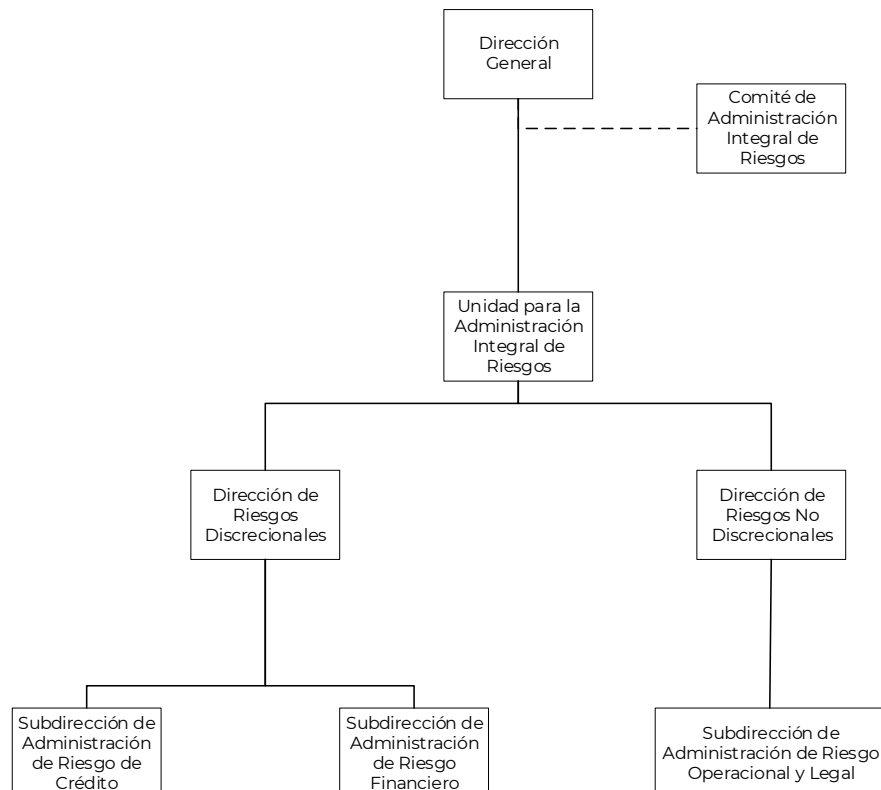 Dirección
General
Comité de
Administración
Integral de
Riesgos
Unidad para la
Administración
Integral de
Riesgos
Dirección de
Riesgos
Discrecionales
Dirección de
Riesgos No
Discrecionales
Subdirección de
Administración
de Riesgo de
Crédito
Subdirección de
Administración
de Riesgo
Financiero
Subdirección de
Administración de Riesgo
Operacional y Legal